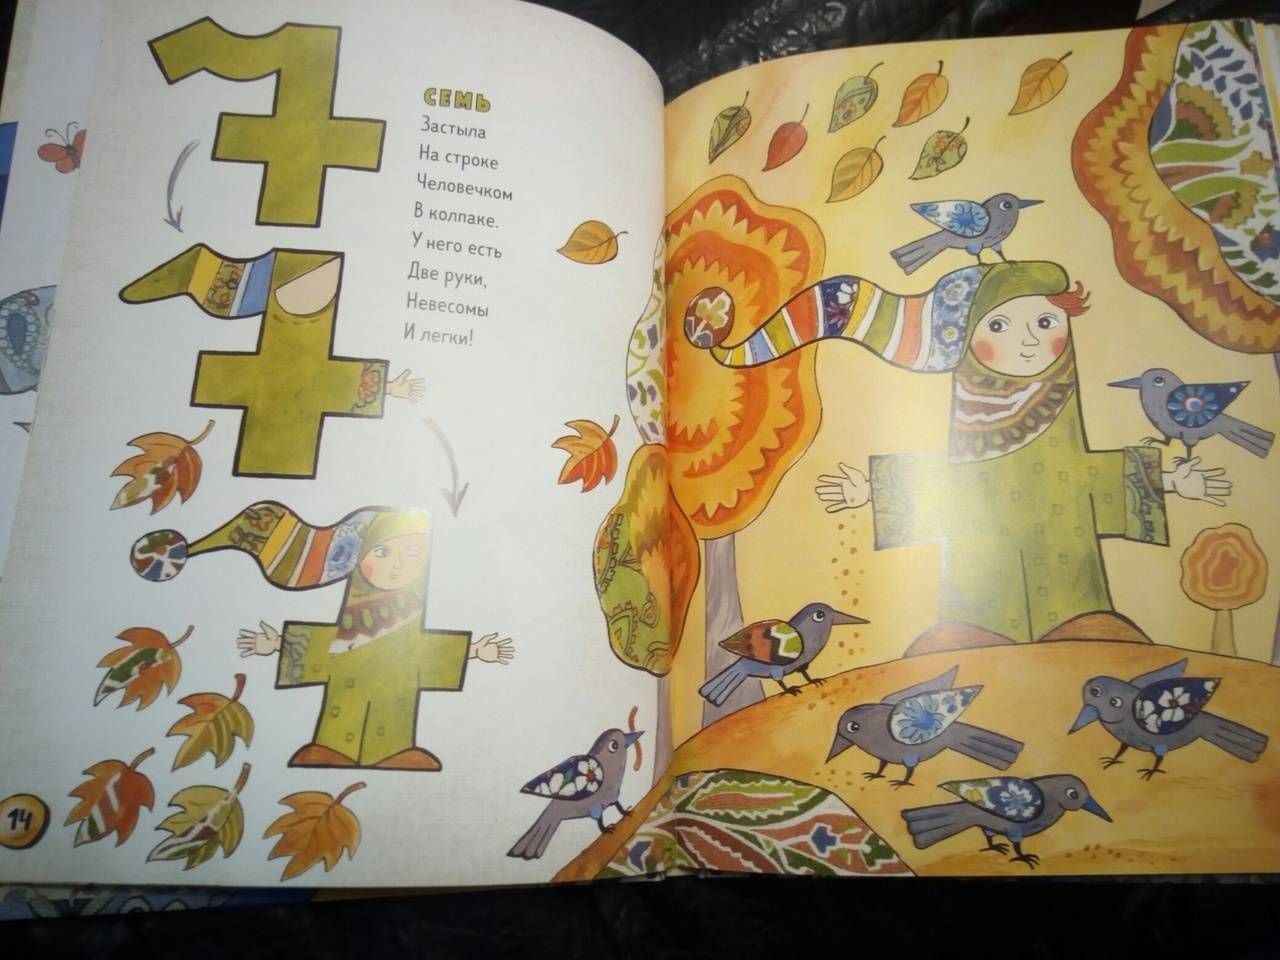 СЕМЬ
Застыла
На строке
Человечком
В колпаке.
У него есть
Две руки,
Невесомы
И легки!
14